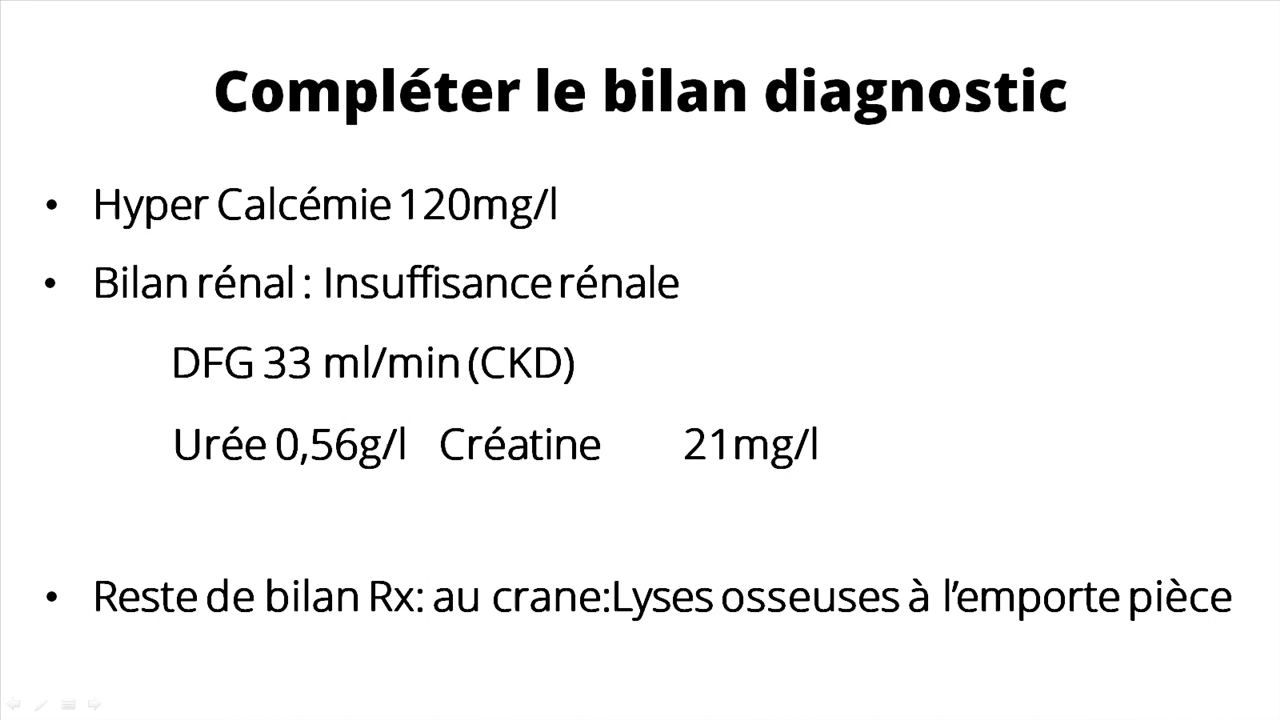 Compléter le bilan diagnostic
• Hyper Calcémie 120mg/l
• Bilan rénal : Insuffisance rénale
DFG 33 ml/min (CKD)
Urée 0,56g/l Créatine 21mg/l
• Reste de bilan Rx: au crane:Lyses osseuses à l’emporte pièce